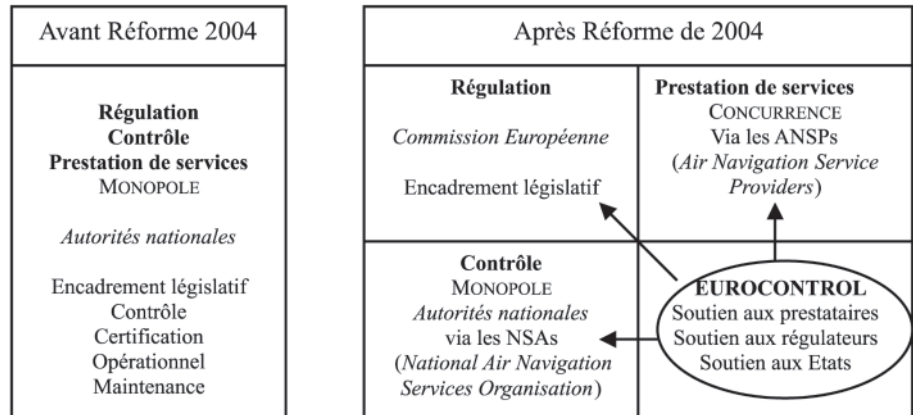 Avant Réforme 2004
Régulation
Contrôle
Prestation de services
MONOPOLE
Autorités nationales
Encadrement législatif
Contrôle
Certification
Opérationnel
Maintenance
Après Réforme de 2004
Régulation
Commission Européenne
Encadrement législatif
Prestation de services
CONCURRENCE
Via les ANSPs
(Air Navigation Service
Providers)
Contrôle
MONOPOLE
Autorités nationales
via les NSAs
(National Air Navigation
Services Organisation)
EUROCONTROL
Soutien aux prestataires
Soutien aux régulateurs
Soutien aux Etats